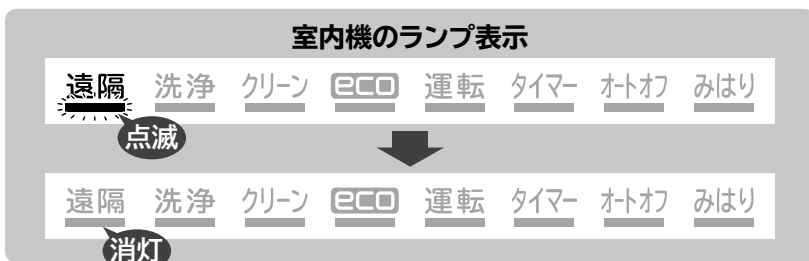 室内機のランプ表示
遠隔 洗浄 クリーン eco 運転 タイマー オートオフ みはり
点滅
遠隔 洗浄 クリーン eco 運転 タイマー オートオフ みはり
消灯